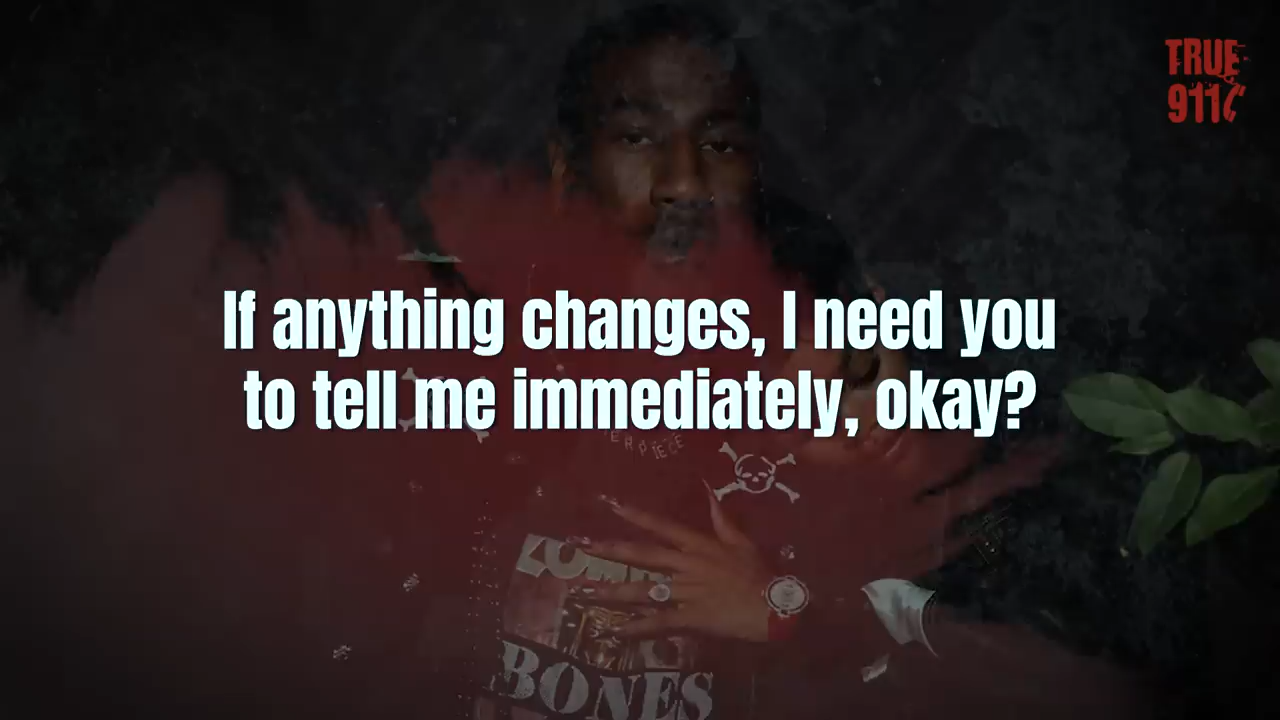 TRUE
911
If anything changes, I need you
to tell me immediately, okay?
BONES